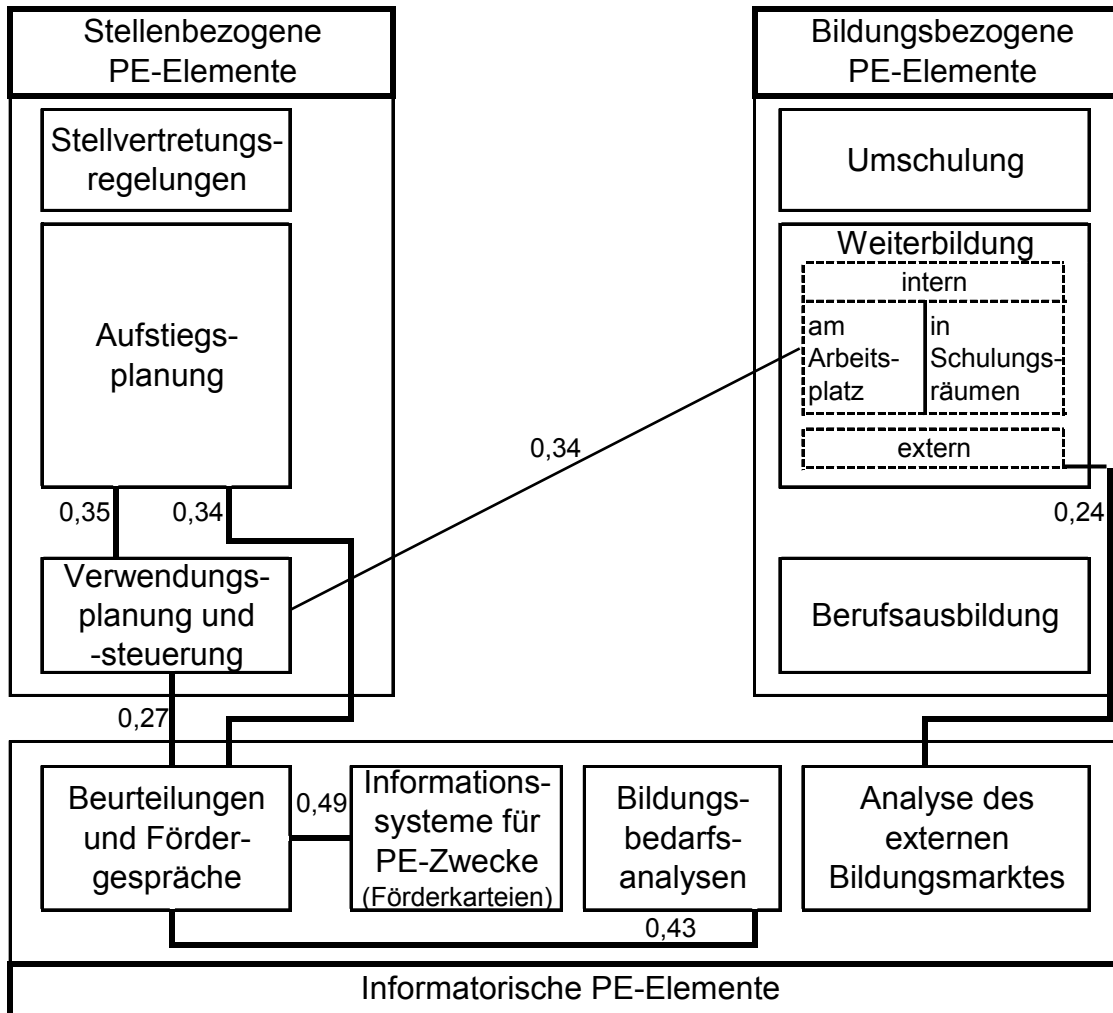 Stellenbezogene
PE-Elemente
Stellvertretungs-
regelungen
Aufstiegs-
planung
0,35
0,34
Verwendungs-
planung und
-steuerung
0,27
0,34
Bildungsbezogene
PE-Elemente
Umschulung
Weiterbildung
intern
am
Arbeits-
platz
in
Schulungs-
räumen
extern
0,24
Berufsausbildung
Beurteilungen
und Förder-
gespräche
0,49
Informations-
systeme für
PE-Zwecke
(Förderkarteien)
Bildungs-
bedarfs-
analysen
0,43
Analyse des
externen
Bildungsmarktes
Informatorische PE-Elemente